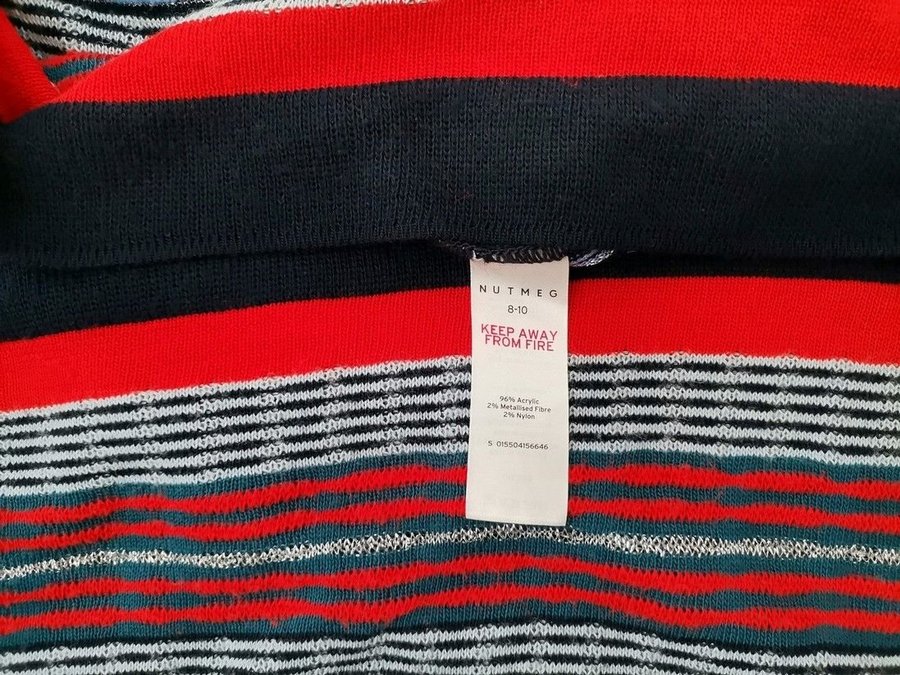 NUTMEG
8-10
KEEP AWAY
FROM FIRE
96% Acrylic
2% Metallised Fibre
2% Nylon
S 015504156646